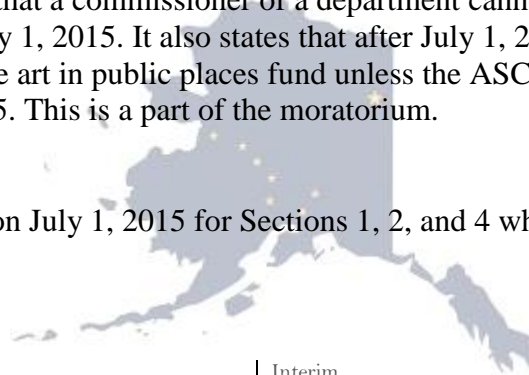 that a commissioner of a department
y 1, 2015. It also states that after July 1, 2
e art in public places fund unless the ASC
5. This is a part of the moratorium.
on July 1, 2015 for Sections 1, 2, and 4
Interim